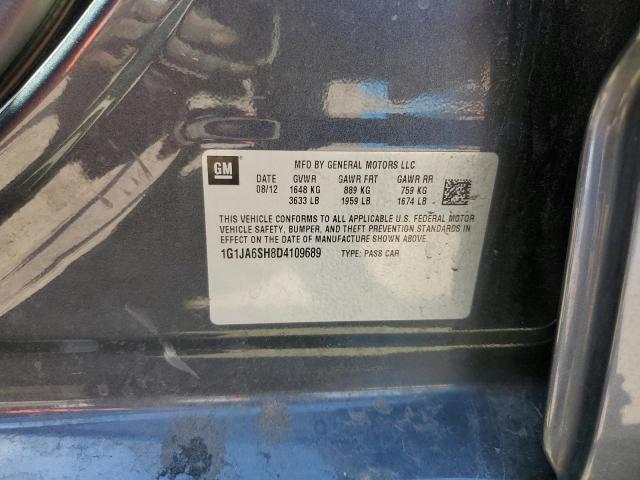 GM
MFD BY GENERAL MOTORS LLC
DATE GVWR GAWR FRT GAWR RR
08/12 1648 KG 889 KG 759 KG
3633 LB 1959 LB 1674 LB
THIS VEHICLE CONFORMS TO ALL APPLICABLE U.S. FEDERAL MOTOR
VEHICLE SAFETY, BUMPER, AND THEFT PREVENTION STANDARDS IN
EFFECT ON THE DATE OF MANUFACTURE SHOWN ABOVE.
1G1JA6SH8D4109689 TYPE: PASS CAR